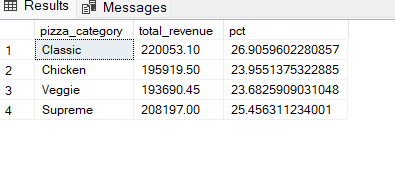 Results Messages
pizza_category total_revenue pct
1 Classic 220053.10 26.9059602280857
2 Chicken 195919.50 23.9551375322885
3 Veggie 193690.45 23.6825909031048
4 Supreme 208197.00 25.456311234001